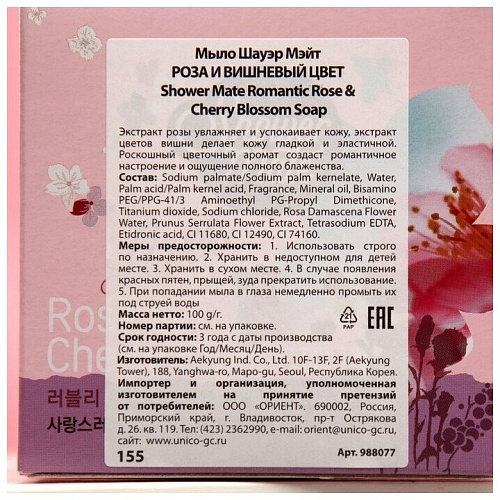 Мыло Шауэр Мэйт
РОЗА И ВИШНЕВЫЙ ЦВЕТ
Shower Mate Romantic Rose &
Cherry Blossom Soap
Экстракт розы увлажняет и успокаивает кожу, экстракт
цветов вишни делает кожу гладкой и эластичной.
Роскошный цветочный аромат создаст романтичное
настроение и ощущение полного блаженства.
Состав: Sodium palmate/Sodium palm kernelate, Water,
Palm acid/Palm kernel acid, Fragrance, Mineral oil, Bisamino
PEG/PPG-41/3 Aminoethyl PG-Propyl Dimethicone,
Titanium dioxide, Sodium chloride, Rosa Damascena Flower
Water, Prunus Serrulata Flower Extract, Tetrasodium EDTA,
Etidronic acid, CI 11680, CI 12490, CI 74160.
Меры предосторожности: 1. Использовать строго
по назначению. 2. Хранить в недоступном для детей
месте. 3. Хранить в сухом месте. 4. В случае появления
красных пятен, прыщей, зуда прекратить использование.
5. При попадании мыла в глаза немедленно промыть их
под струей воды
Масса нетто: 100 g/г.
Номер партии: см. на упаковке.
Срок годности: 3 года с даты производства
(см. на упаковке Год/Месяц/День).
Изготовитель: Aekyung Ind. Co., Ltd. 10F-13F, 2F (Aekyung
Tower), 188, Yanghwa-ro, Mapo-gu, Seoul, Республика Корея.
Импортер и организация, уполномоченная
изготовителем на принятие претензий
от потребителей: ООО «ОРИЕНТ». 690002, Россия,
Приморский край, г. Владивосток, пр-т Острякова
д. 26 кв. 119. Тел: (423) 2362990, e-mail: orient@unico-gc.ru,
www.unico-gc.ru
155 Арт. 988077
21
PAP
EAC
Ros
Che
러블리
사랑스러